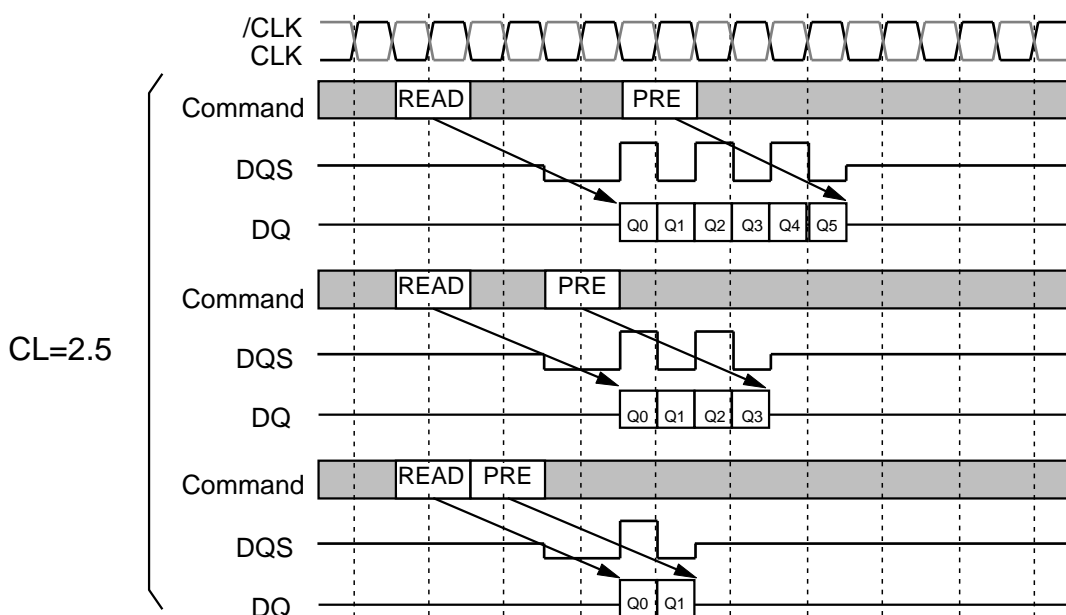 /CLK
CLK
Command READ PRE
DQS
DQ Q0 Q1 Q2 Q3 Q4 Q5
Command READ PRE
CL=2.5
DQS
DQ Q0 Q1 Q2 Q3
Command READ PRE
DQS
DQ Q0 Q1